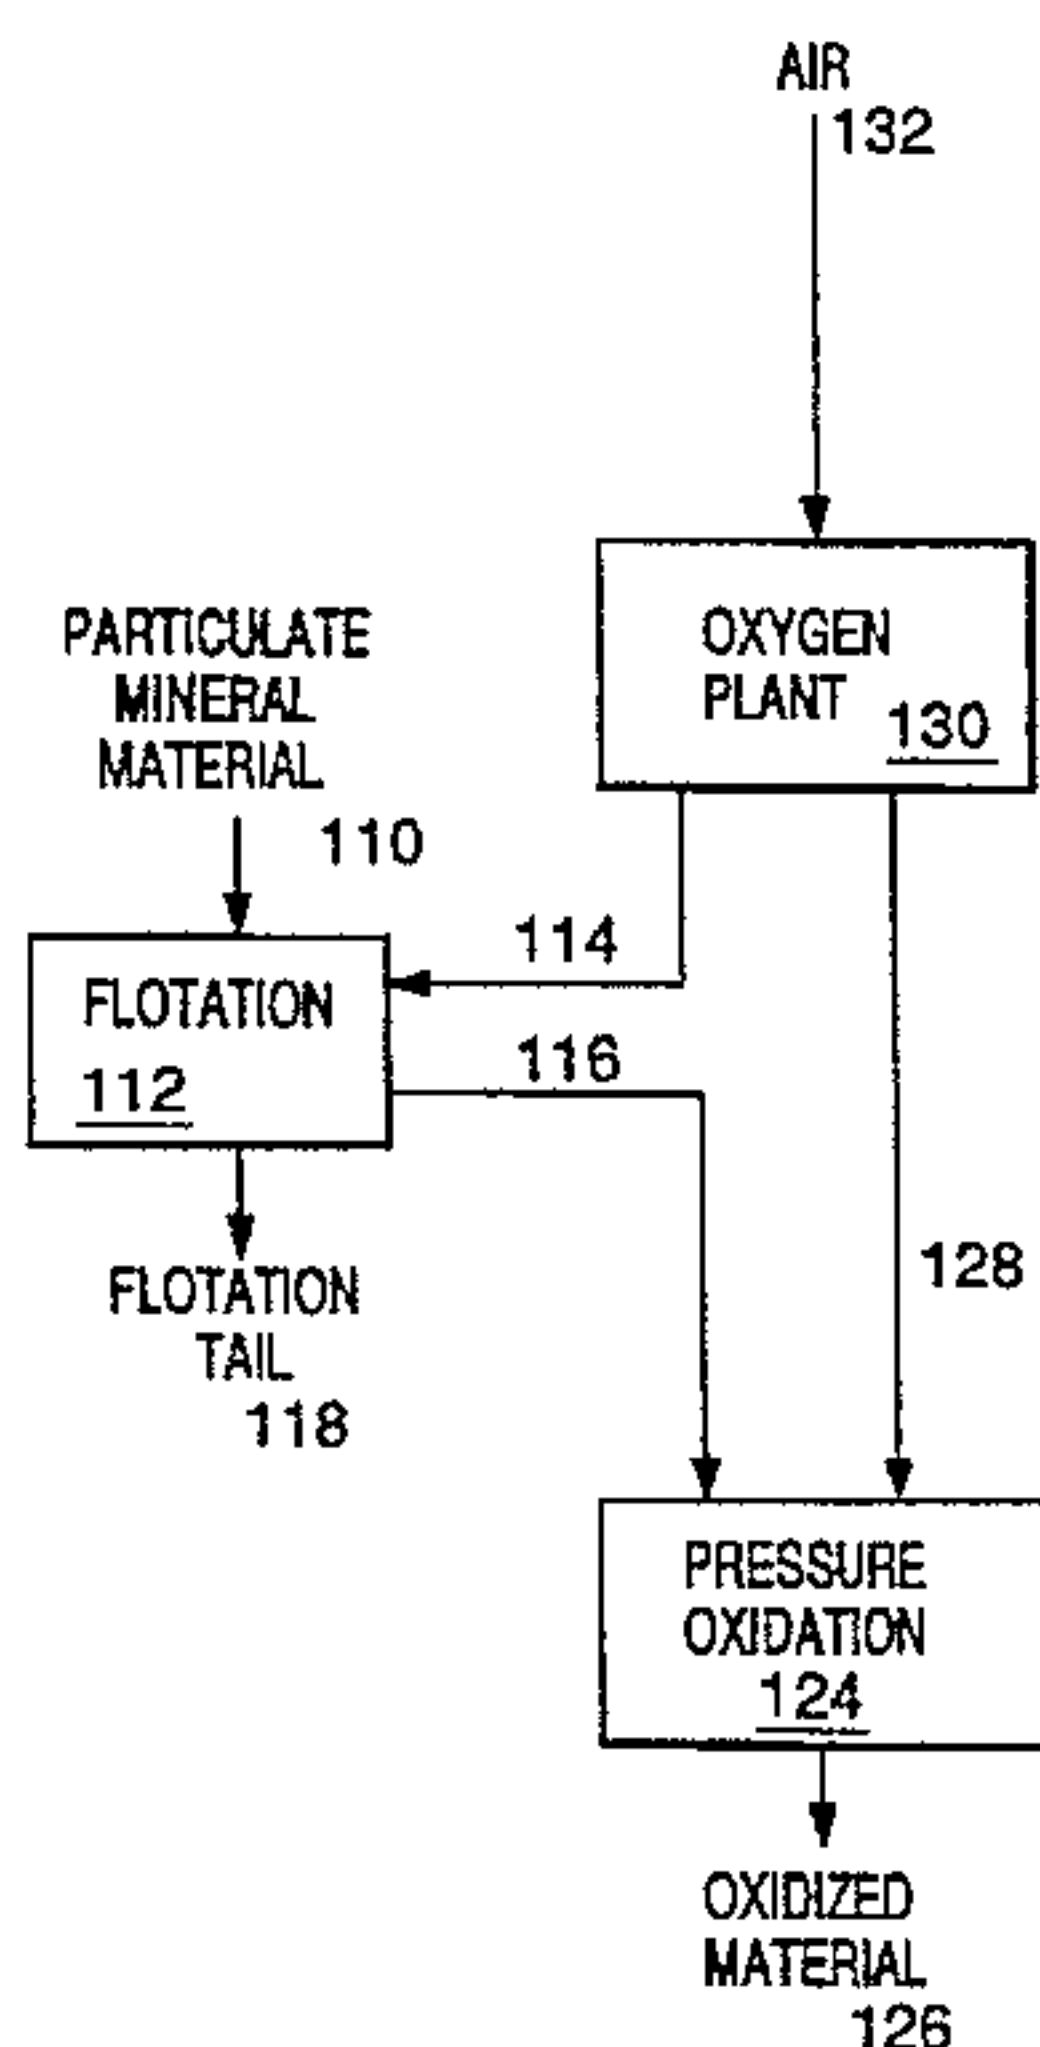 AIR
132
OXYGEN
PLANT
130
PARTICULATE
MINERAL
MATERIAL
110
114
FLOTATION
112
116
FLOTATION
TAIL
118
128
PRESSURE
OXIDATION
124
OXIDIZED
MATERIAL
126